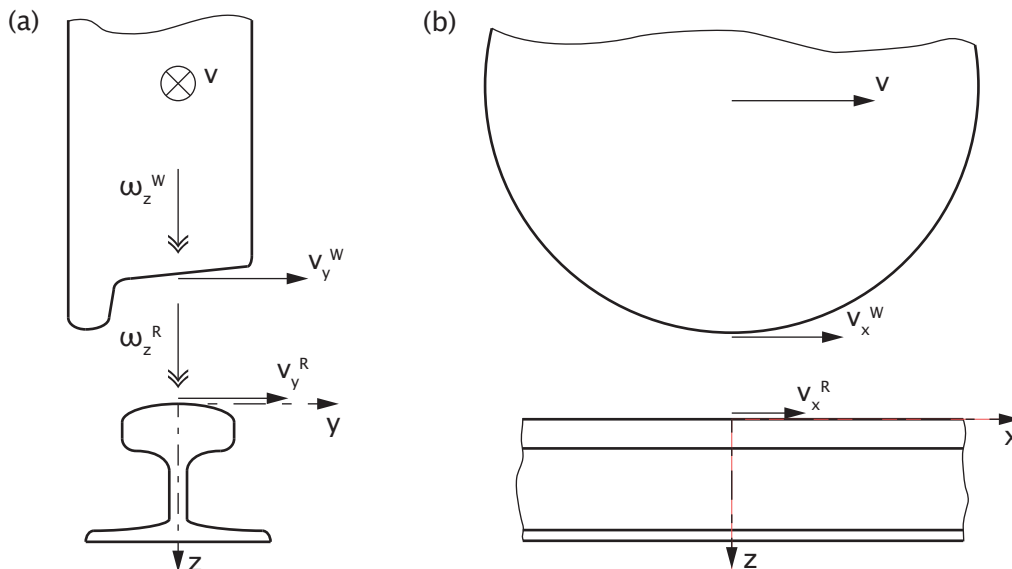 (a)
v
ω_z^W
v_y^W
ω_z^R
v_y^R
y
z
(b)
v
v_x^W
v_x^R
x
z